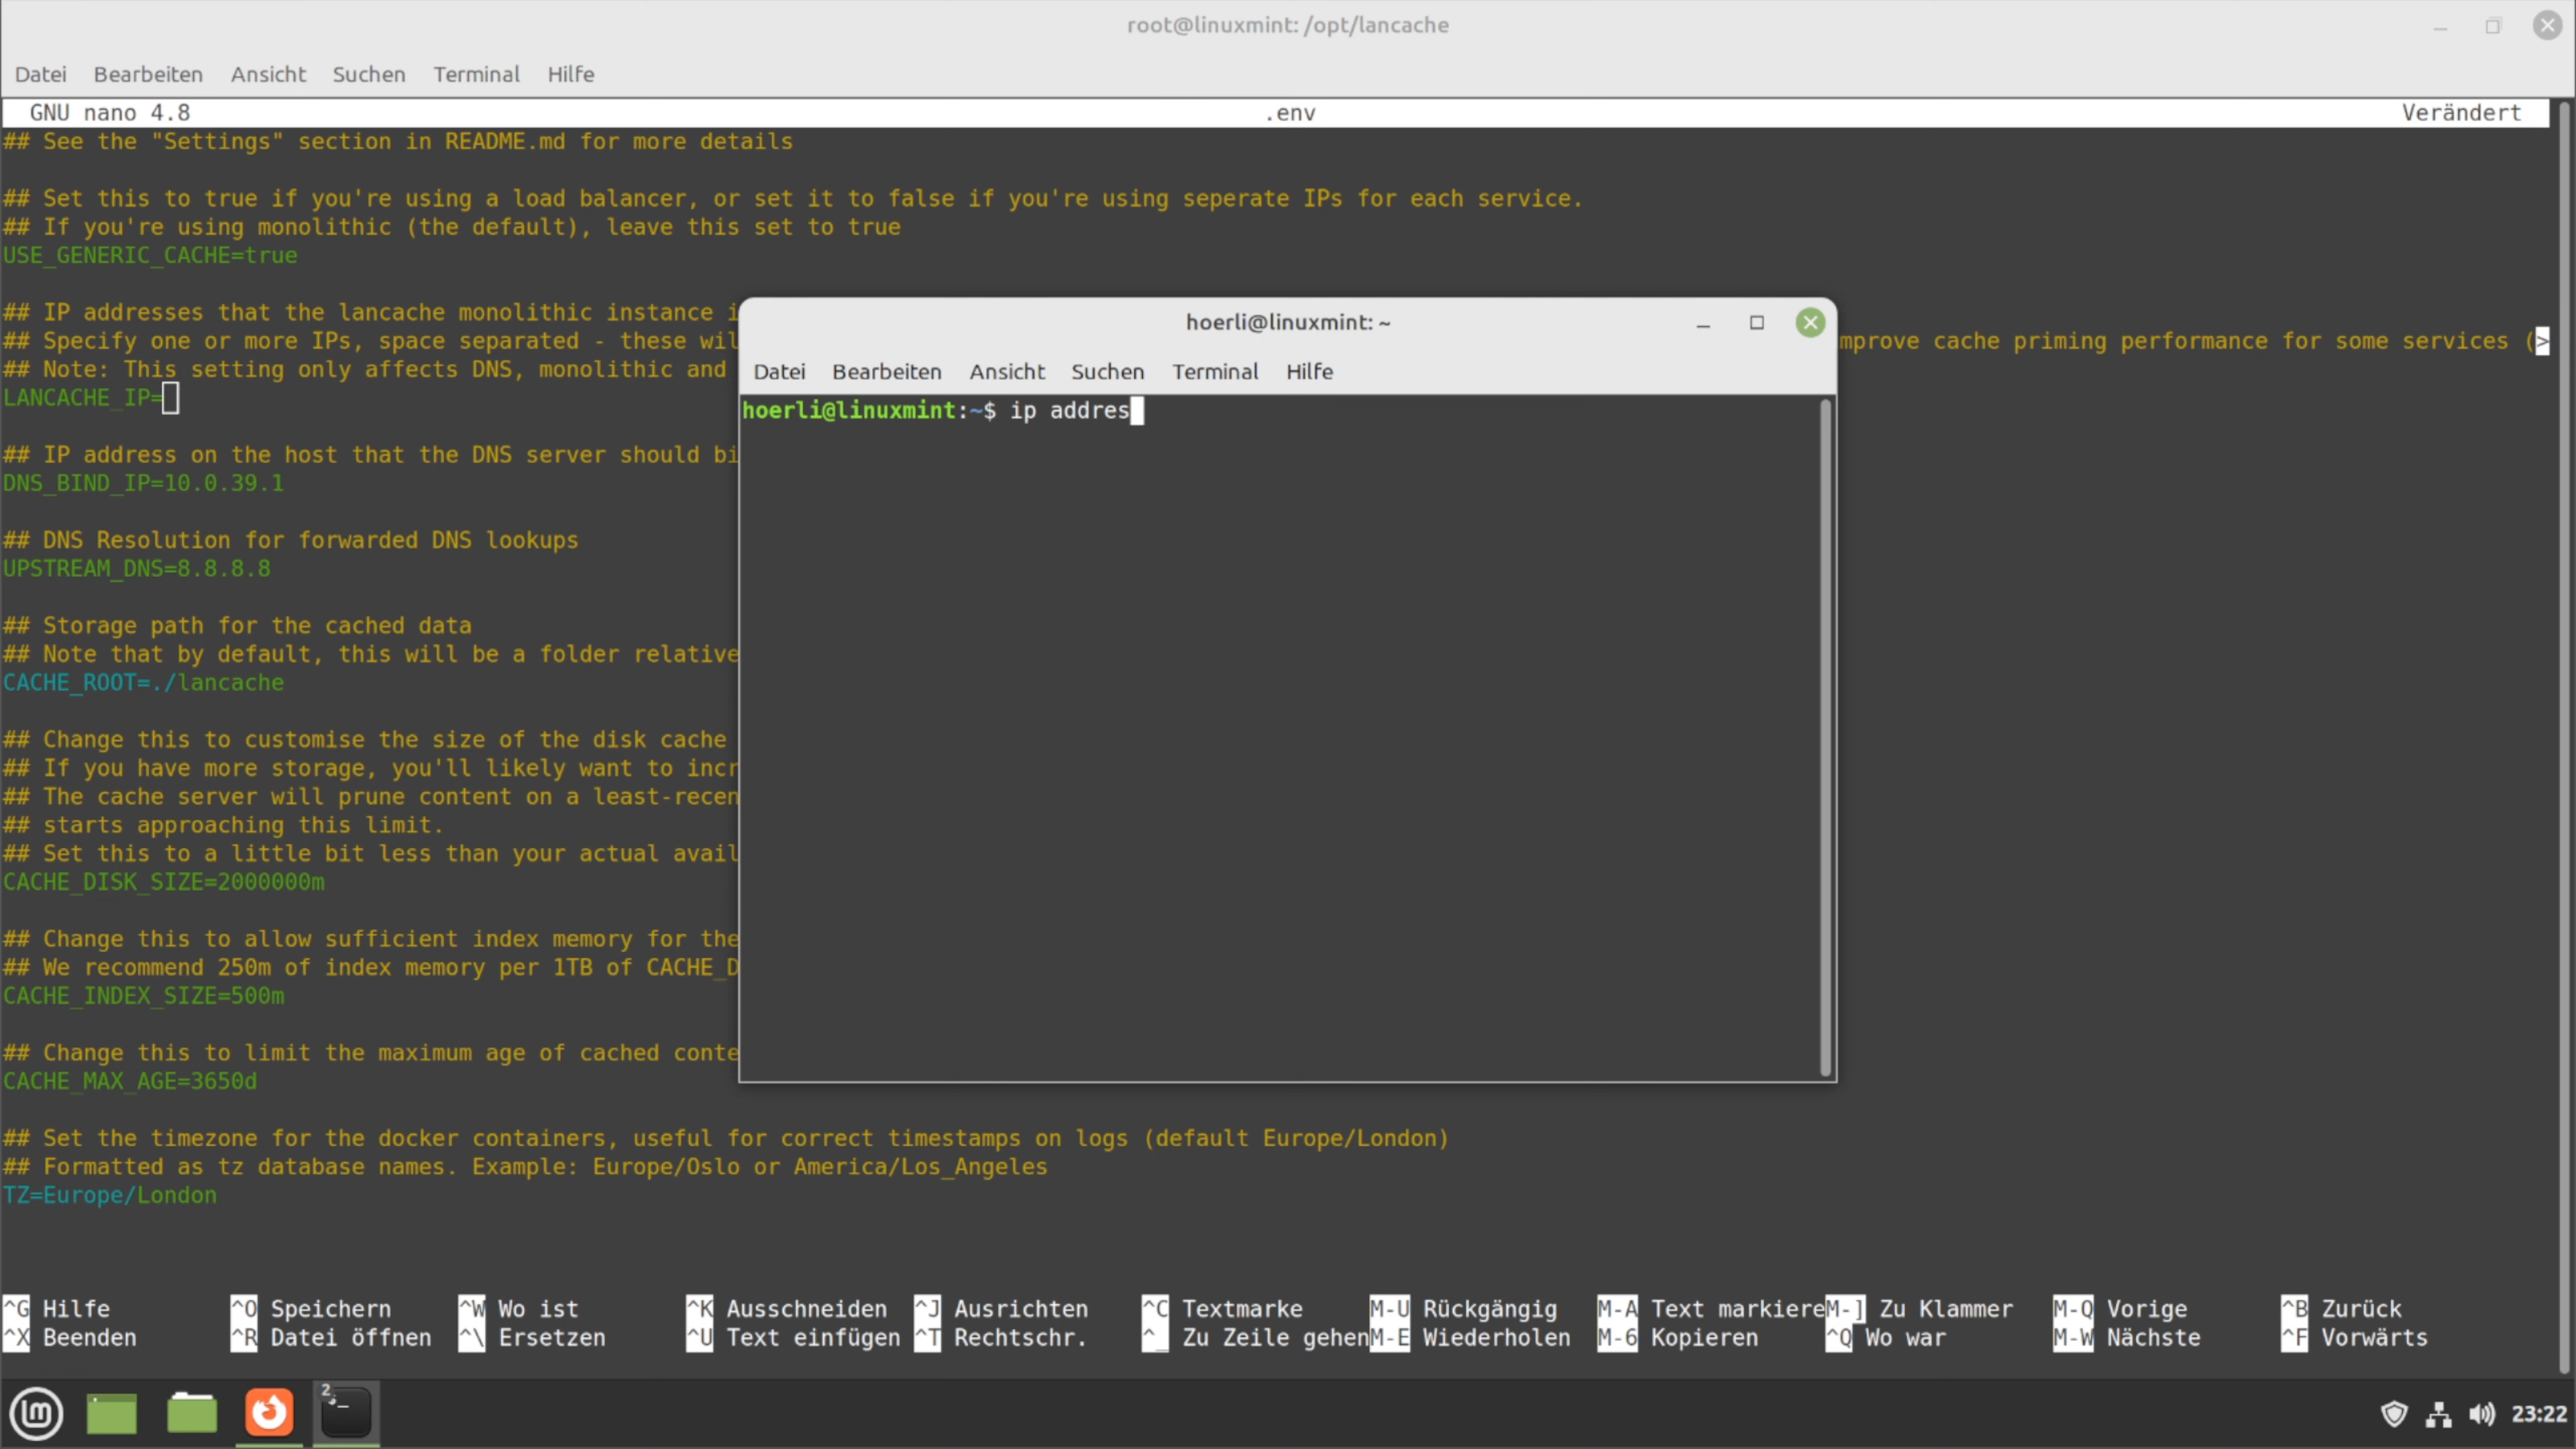 root@linuxmint: /opt/lancache
Datei Bearbeiten Ansicht Suchen Terminal Hilfe
GNU nano 4.8 .env Verändert
## See the "Settings" section in README.md for more details
## Set this to true if you're using a load balancer, or set it to false if you're using seperate IPs for each service.
## If you're using monolithic (the default), leave this set to true
USE_GENERIC_CACHE=true
## IP addresses that the lancache monolithic instance i
## Specify one or more IPs, space separated - these wil
mprove cache priming performance for some services (>
## Note: This setting only affects DNS, monolithic and
LANCACHE_IP=
## IP address on the host that the DNS server should bi
DNS_BIND_IP=10.0.39.1
## DNS Resolution for forwarded DNS lookups
UPSTREAM_DNS=8.8.8.8
## Storage path for the cached data
## Note that by default, this will be a folder relative
CACHE_ROOT=./lancache
## Change this to customise the size of the disk cache
## If you have more storage, you'll likely want to incr
## The cache server will prune content on a least-recen
## starts approaching this limit.
## Set this to a little bit less than your actual avail
CACHE_DISK_SIZE=2000000m
## Change this to allow sufficient index memory for the
## We recommend 250m of index memory per 1TB of CACHE_D
CACHE_INDEX_SIZE=500m
## Change this to limit the maximum age of cached conte
CACHE_MAX_AGE=3650d
## Set the timezone for the docker containers, useful for correct timestamps on logs (default Europe/London)
## Formatted as tz database names. Example: Europe/Oslo or America/Los_Angeles
TZ=Europe/London
hoerli@linuxmint: ~
Datei Bearbeiten Ansicht Suchen Terminal Hilfe
hoerli@linuxmint:~$ ip addres
^G Hilfe ^O Speichern ^W Wo ist ^K Ausschneiden ^J Ausrichten ^C Textmarke M-U Rückgängig M-A Text markiere M-] Zu Klammer M-Q Vorige ^B Zurück
^X Beenden ^R Datei öffnen ^\ Ersetzen ^U Text einfügen ^T Rechtschr. ^_ Zu Zeile gehen M-E Wiederholen M-6 Kopieren ^Q Wo war M-W Nächste ^F Vorwärts
2
23:22